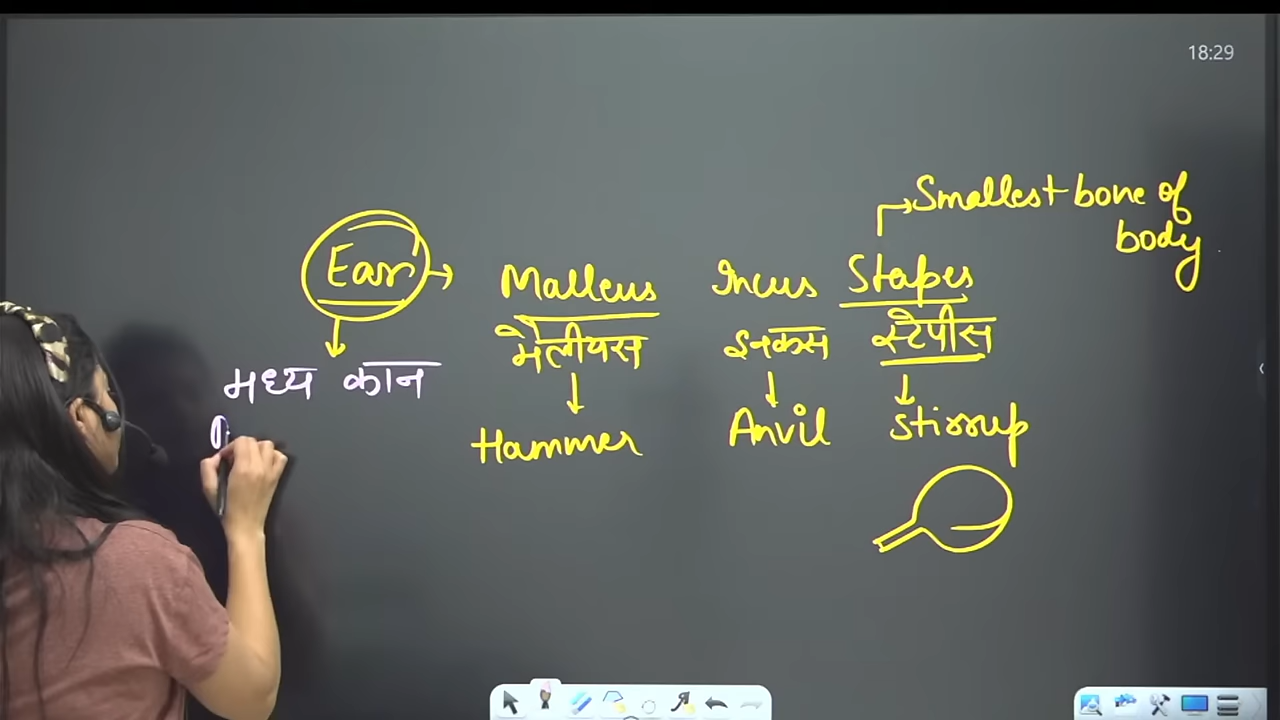 18:29
Smallest bone of
body
Ear Malleus Incus Stapes
मेलीयस इनकस स्टेपीस
मध्य कान
Hammer Anvil Stirrup